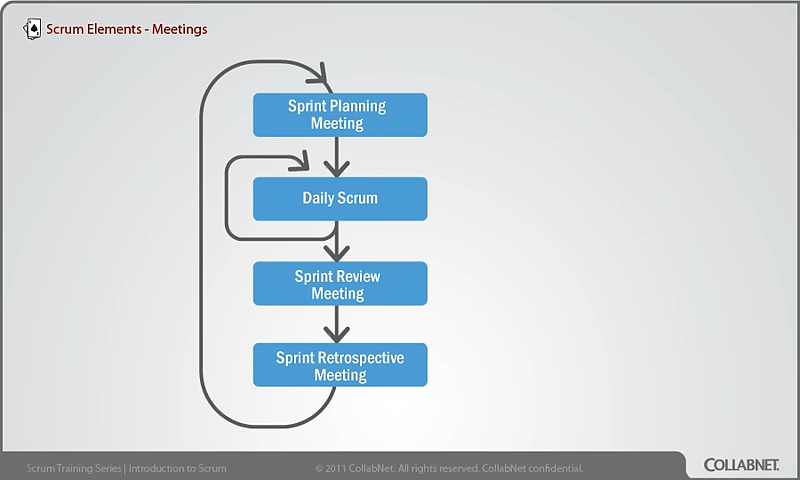 Scrum Elements - Meetings
Sprint Planning
Meeting
Daily Scrum
Sprint Review
Meeting
Sprint Retrospective
Meeting
Scrum Training Series | Introduction to Scrum
© 2011 CollabNet. All rights reserved. CollabNet confidential.
COLLABNET.